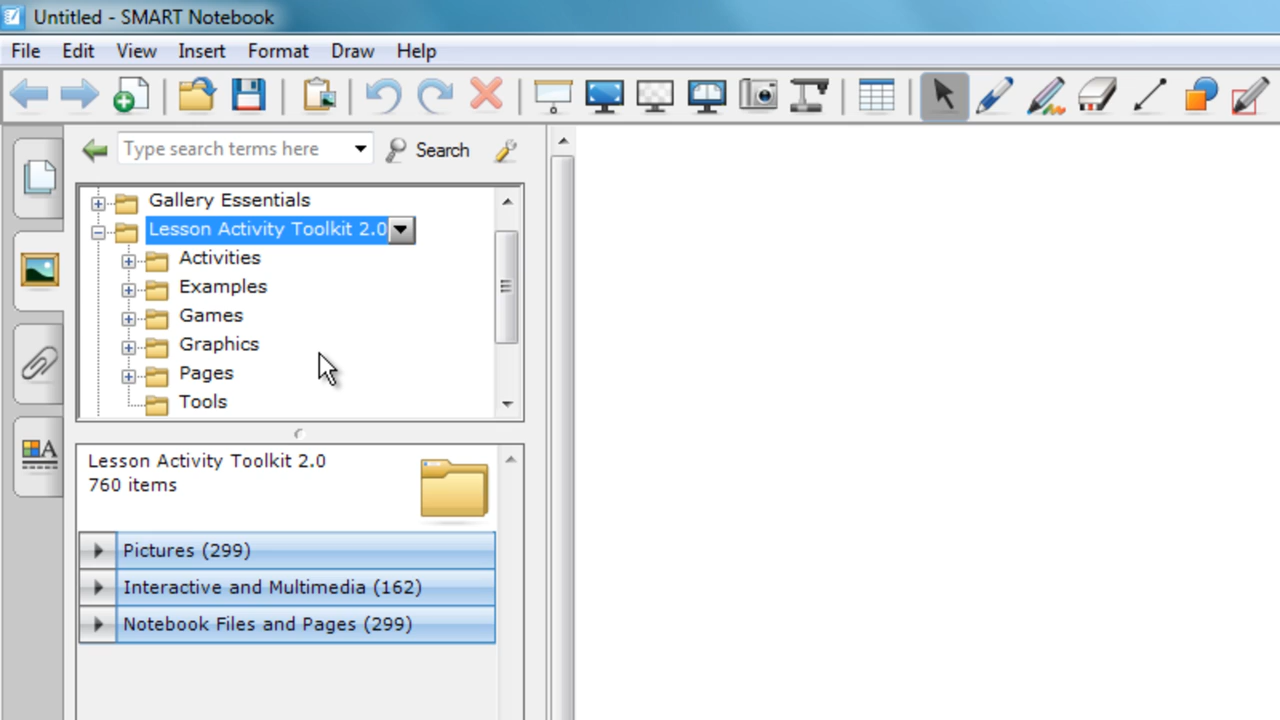 Untitled - SMART Notebook
File Edit View Insert Format Draw Help
Type search terms here Search
Gallery Essentials
Lesson Activity Toolkit 2.0
Activities
Examples
Games
Graphics
Pages
Tools
Lesson Activity Toolkit 2.0
760 items
Pictures (299)
Interactive and Multimedia (162)
Notebook Files and Pages (299)